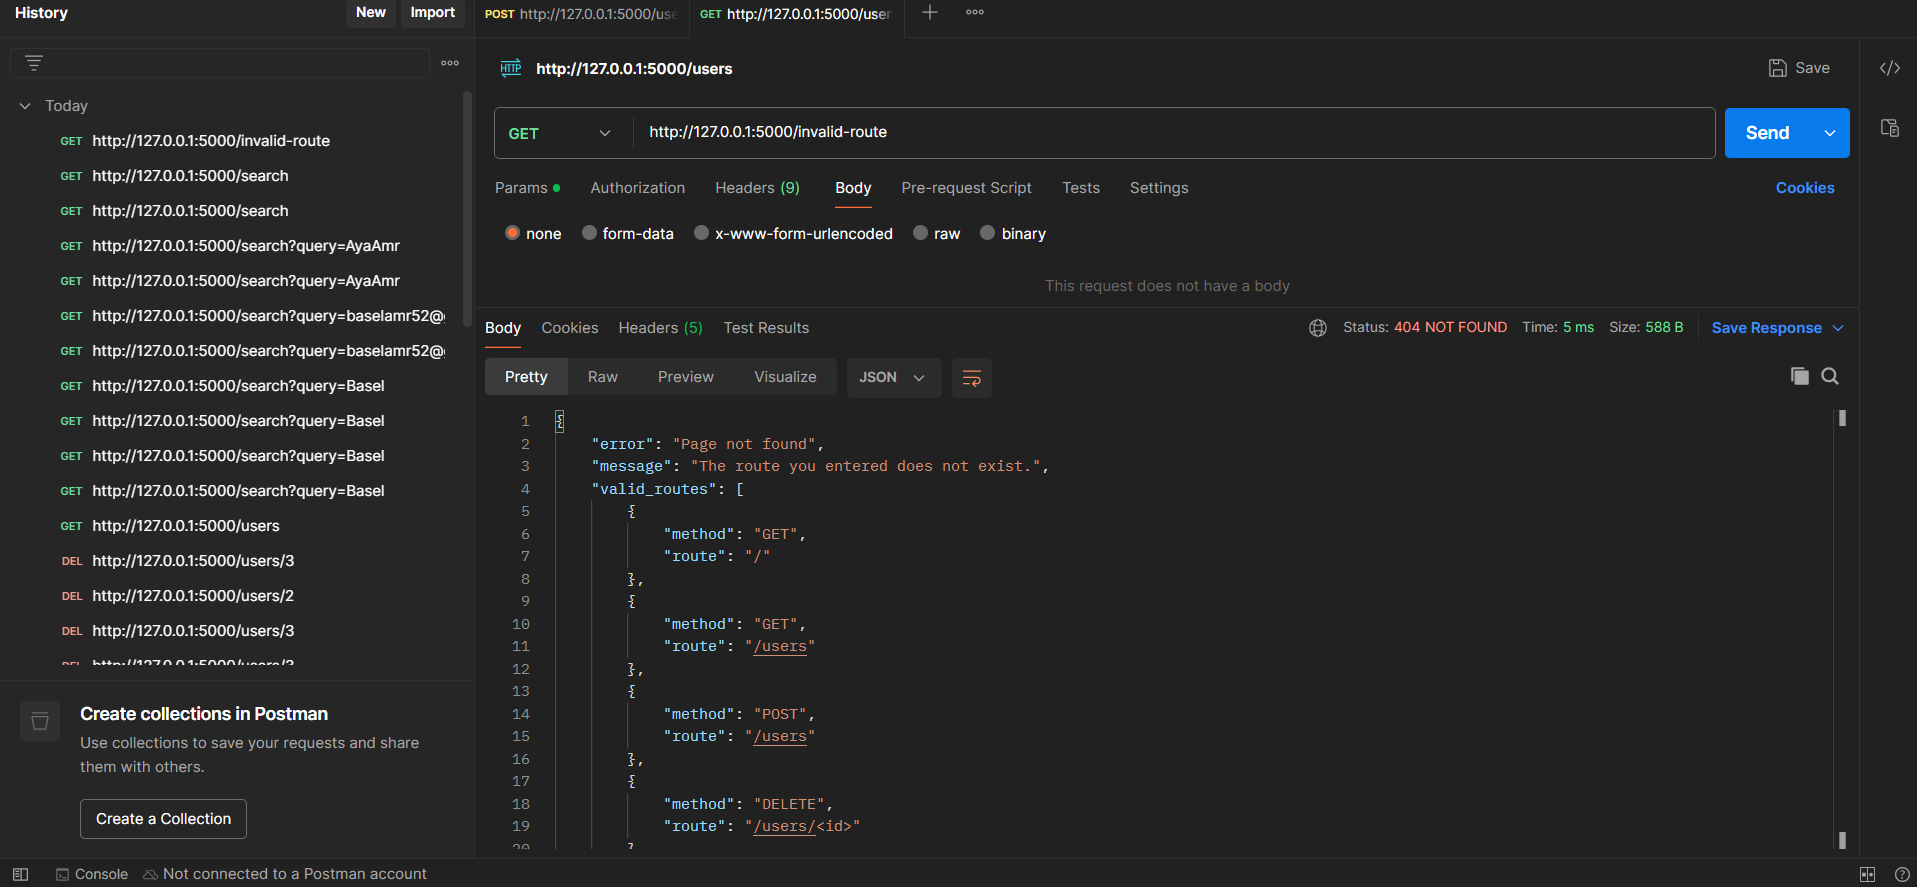 History
New
Import
POST http://127.0.0.1:5000/use
GET http://127.0.0.1:5000/user
HTTP http://127.0.0.1:5000/users
Save
Today
GET http://127.0.0.1:5000/invalid-route
GET http://127.0.0.1:5000/search
GET http://127.0.0.1:5000/search
GET http://127.0.0.1:5000/search?query=AyaAmr
GET http://127.0.0.1:5000/search?query=AyaAmr
GET http://127.0.0.1:5000/search?query=baselamr52@
GET http://127.0.0.1:5000/search?query=baselamr52@
GET http://127.0.0.1:5000/search?query=Basel
GET http://127.0.0.1:5000/search?query=Basel
GET http://127.0.0.1:5000/search?query=Basel
GET http://127.0.0.1:5000/search?query=Basel
GET http://127.0.0.1:5000/users
DEL http://127.0.0.1:5000/users/3
DEL http://127.0.0.1:5000/users/2
DEL http://127.0.0.1:5000/users/3
DEL http://127.0.0.1:5000/users/3
Create collections in Postman
Use collections to save your requests and share
them with others.
Create a Collection
GET http://127.0.0.1:5000/invalid-route
Send
Params Authorization Headers (9) Body Pre-request Script Tests Settings Cookies
none form-data x-www-form-urlencoded raw binary
This request does not have a body
Body Cookies Headers (5) Test Results Status: 404 NOT FOUND Time: 5 ms Size: 588 B Save Response
Pretty Raw Preview Visualize JSON
1 {
2 "error": "Page not found",
3 "message": "The route you entered does not exist.",
4 "valid_routes": [
5 {
6 "method": "GET",
7 "route": "/"
8 },
9 {
10 "method": "GET",
11 "route": "/users"
12 },
13 {
14 "method": "POST",
15 "route": "/users"
16 },
17 {
18 "method": "DELETE",
19 "route": "/users/<id>"
20 }
Console Not connected to a Postman account